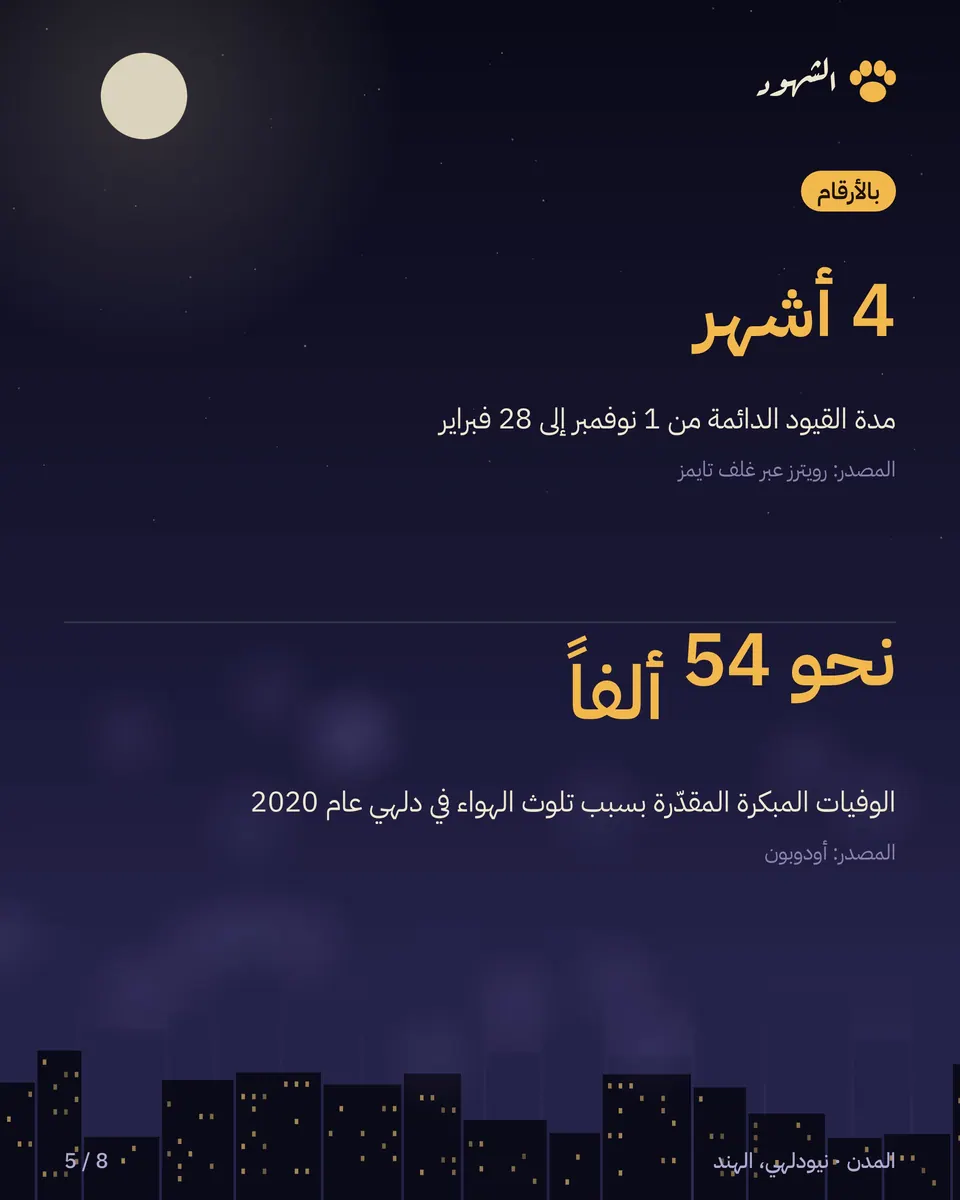 الشهود
بالأرقام
4 أشهر
مدة القيود الدائمة من 1 نوفمبر إلى 28 فبراير
المصدر: رويترز عبر غلف تايمز
نحو 54 ألفاً
الوفيات المبكرة المقدّرة بسبب تلوث الهواء في دلهي عام 2020
المصدر: أودوبون
المدن · نيودلهي، الهند
5 / 8